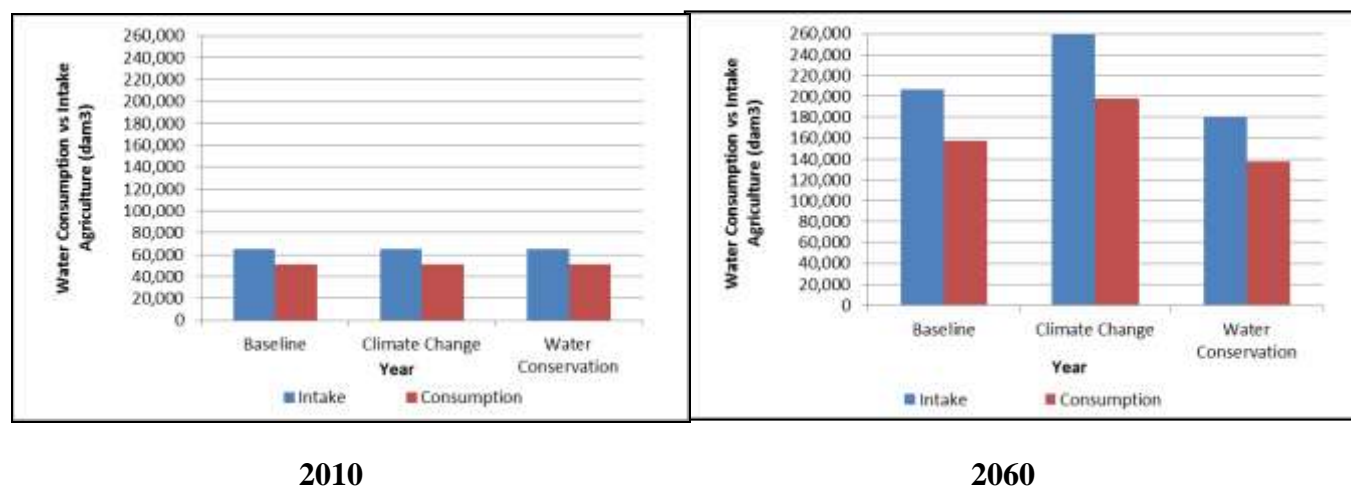 Water Consumption vs Intake
Agriculture (dam3)
260,000
240,000
220,000
200,000
180,000
160,000
140,000
120,000
100,000
80,000
60,000
40,000
20,000
0
Baseline
Climate Change
Water
Conservation
Year
Intake
Consumption
Water Consumption vs Intake
Agriculture (dam3)
260,000
240,000
220,000
200,000
180,000
160,000
140,000
120,000
100,000
80,000
60,000
40,000
20,000
0
Baseline
Climate Change
Water
Conservation
Year
Intake
Consumption
2010
2060